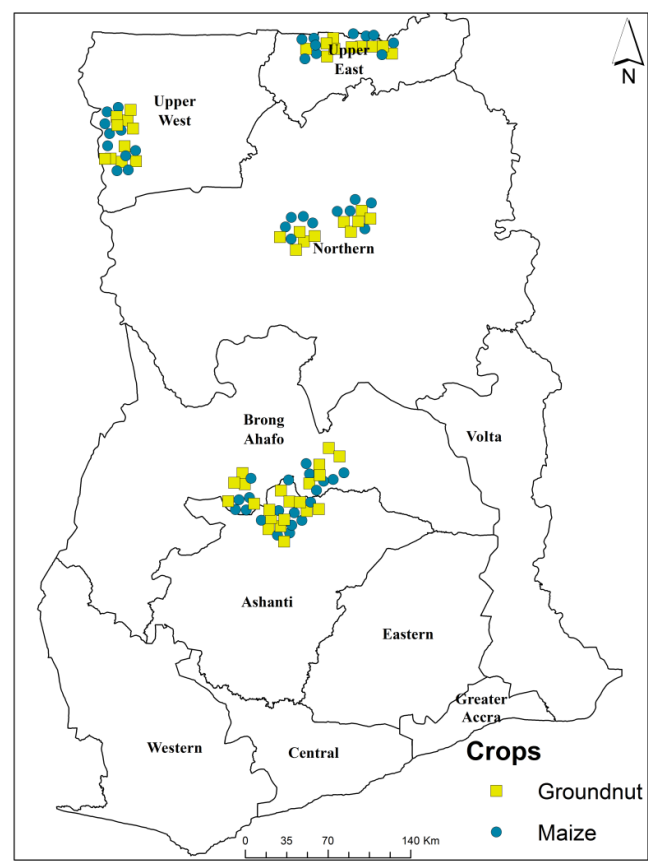 N
Upper
East
Upper
West
Northern
Brong
Ahafo
Volta
Ashanti
Eastern
Greater
Accra
Western
Central
Crops
Groundnut
Maize
0 35 70 140 Km